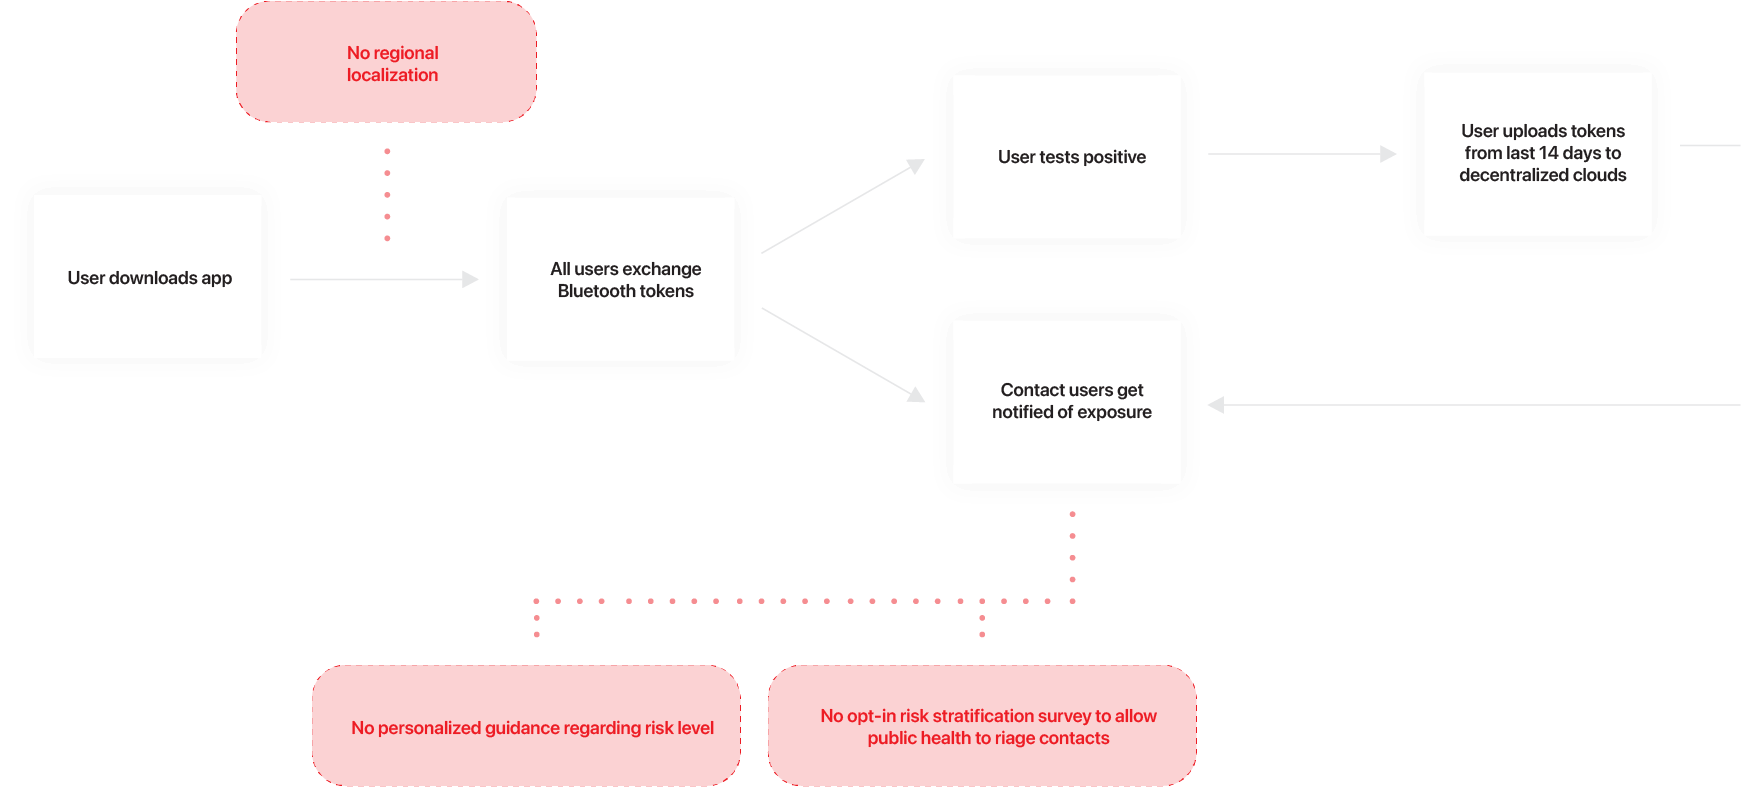 No regional
localization
User downloads app
All users exchange
Bluetooth tokens
User tests positive
User uploads tokens
from last 14 days to
decentralized clouds
Contact users get
notified of exposure
No personalized guidance regarding risk level
No opt-in risk stratification survey to allow
public health to riage contacts